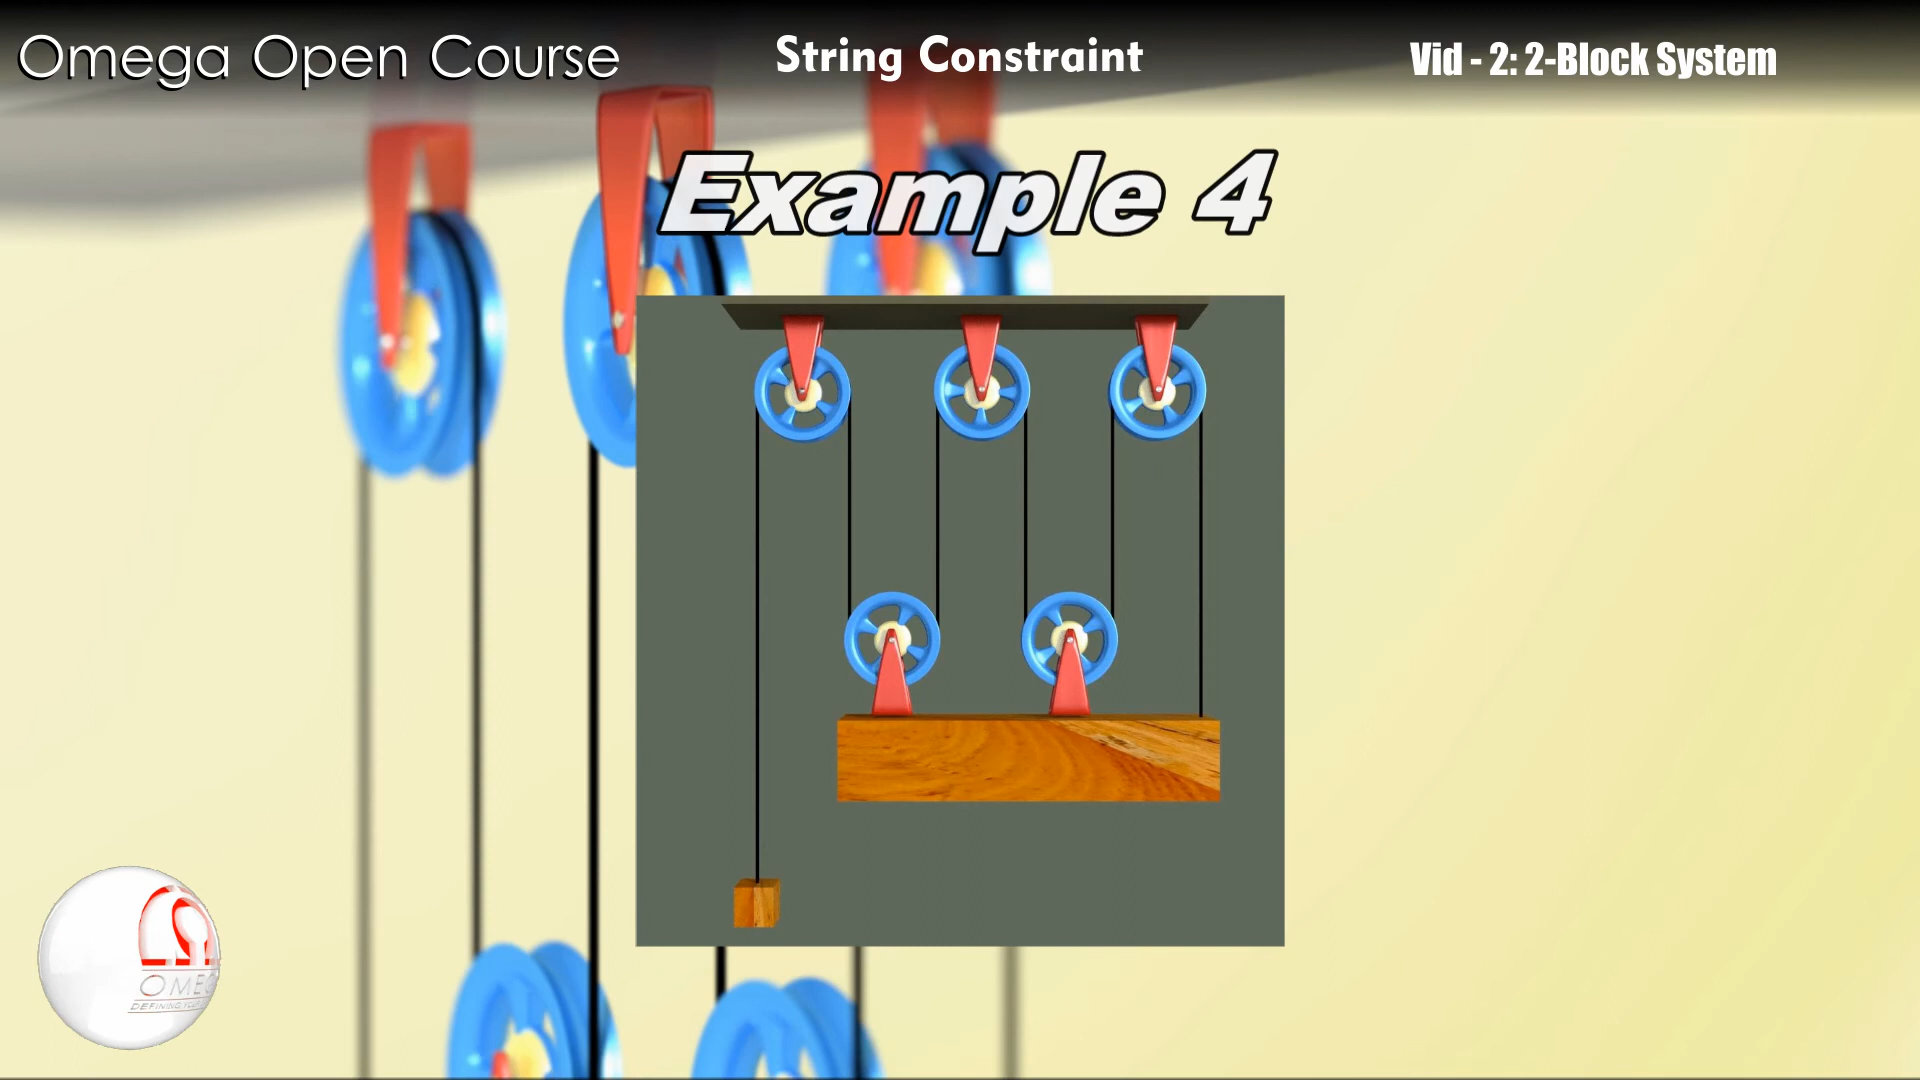 Omega Open Course
String Constraint
Vid - 2: 2-Block System
Example 4